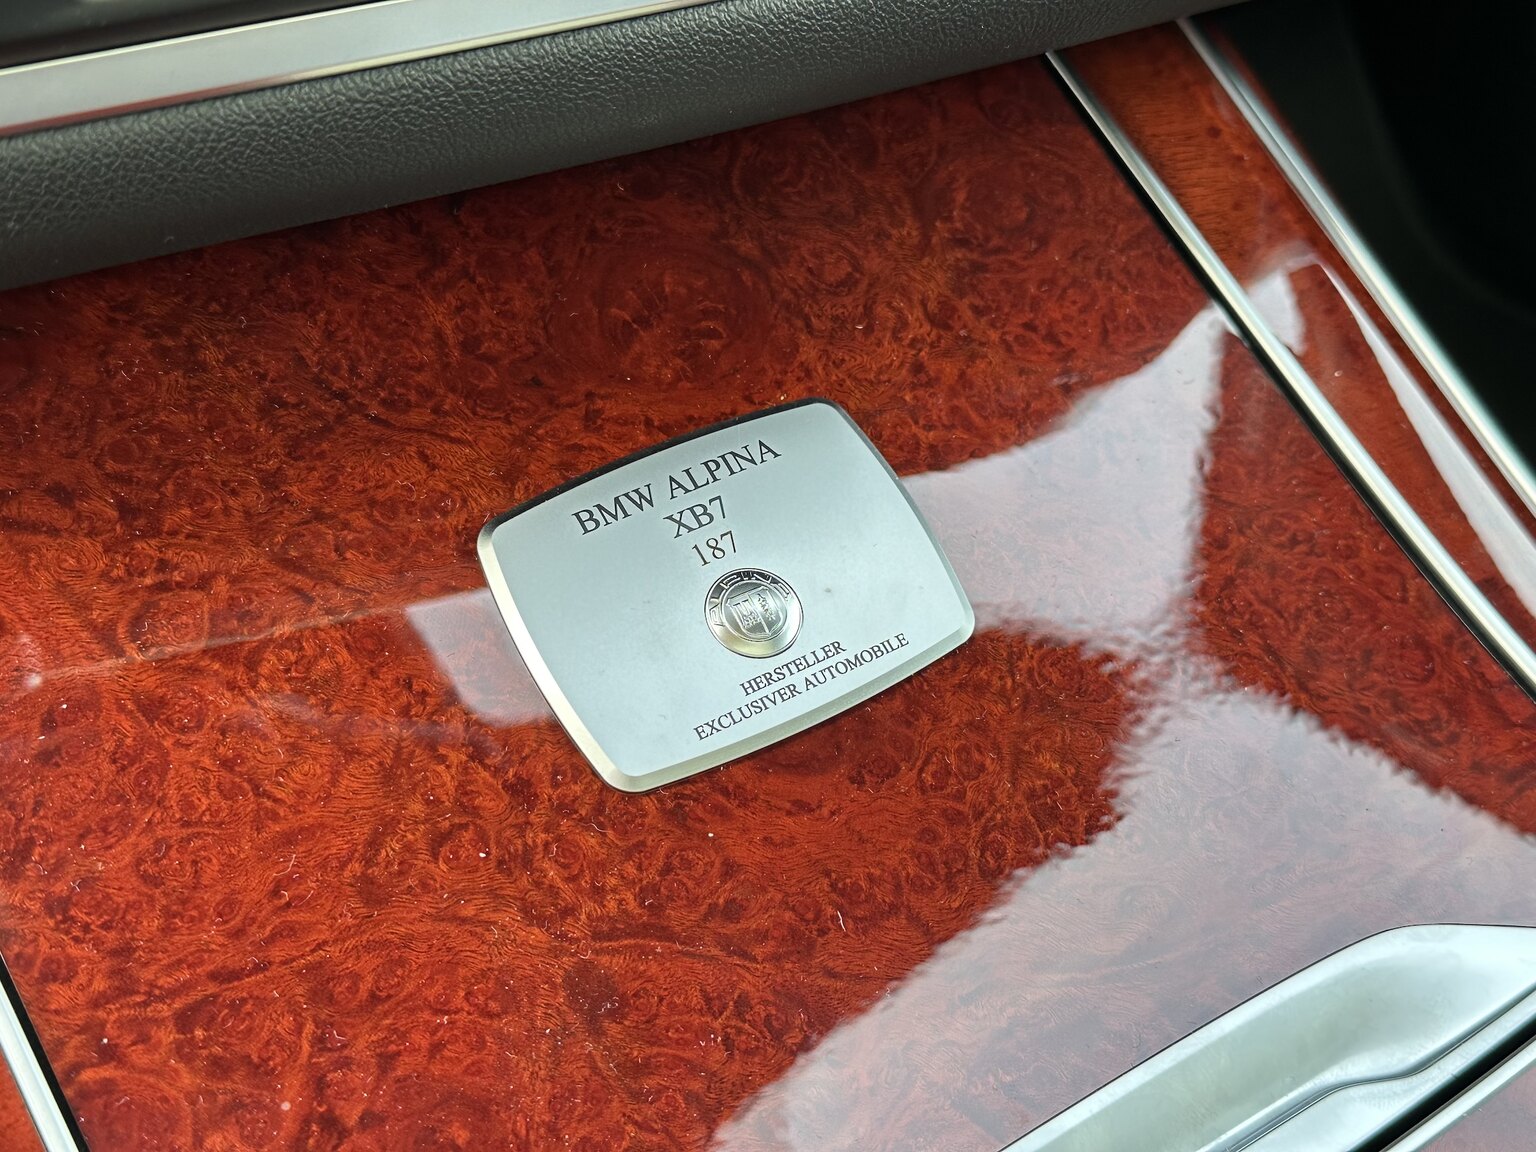 BMW ALPINA
XB7
187
ALPINA
HERSTELLER
EXCLUSIVER AUTOMOBILE